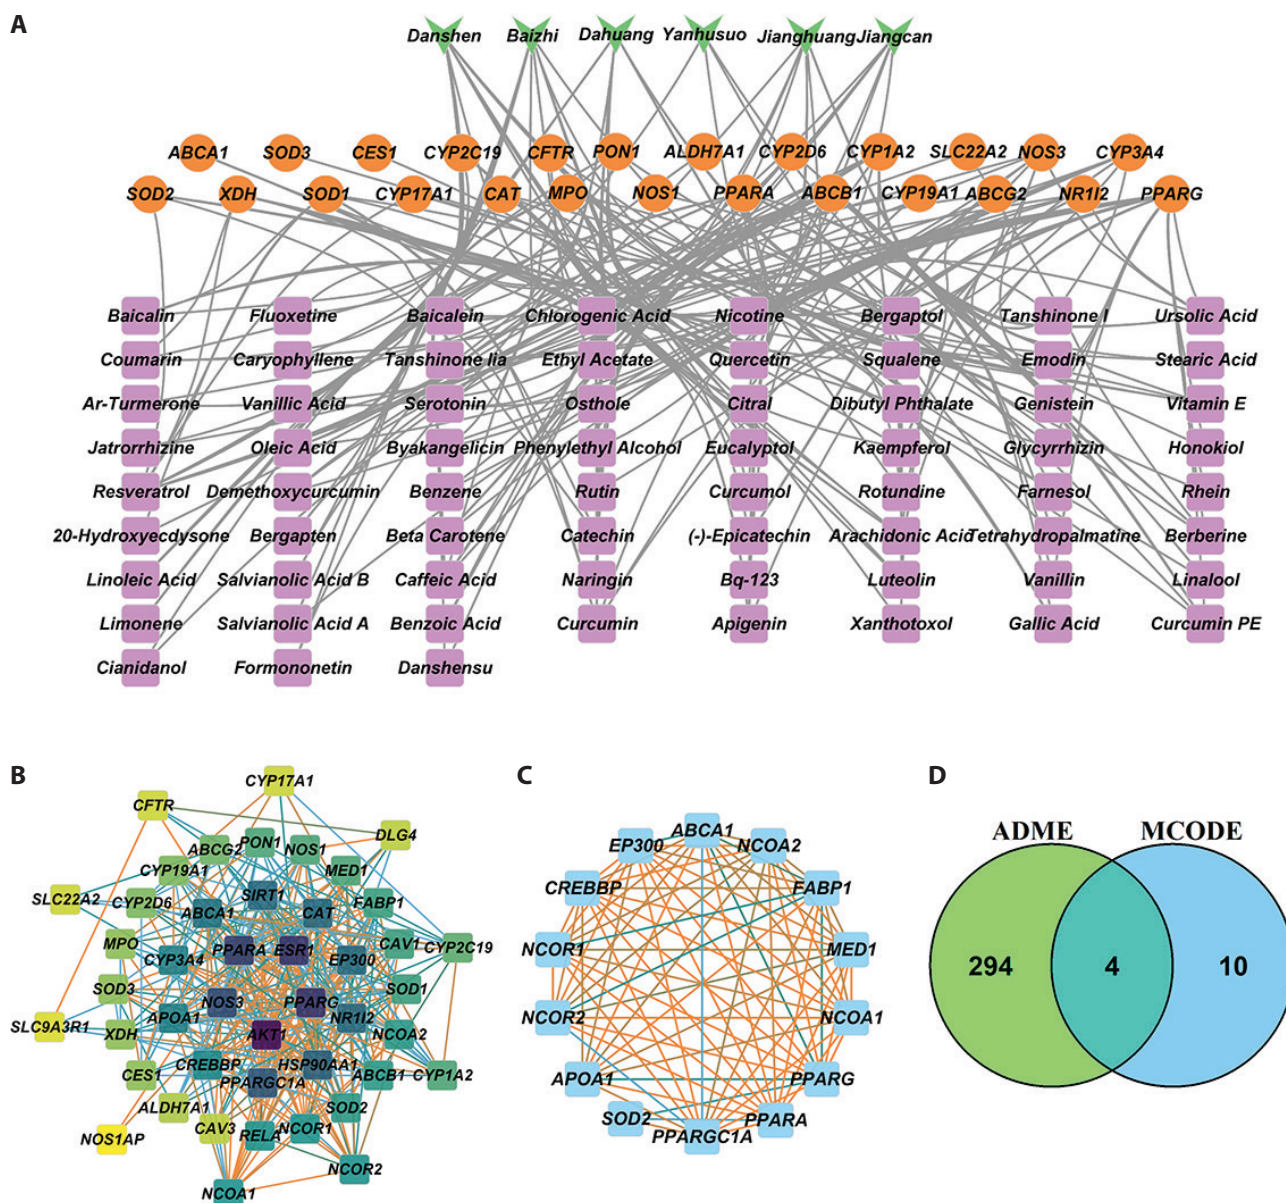 A
Danshen Baizhi Dahuang Yanhusuo Jianghuang Jiangcan
ABCA1 SOD3 CES1 CYP2C19 CFTR PON1 ALDH7A1 CYP2D6 CYP1A2 SLC22A2 NOS3 CYP3A4
SOD2 XDH SOD1 CYP17A1 CAT MPO NOS1 PPARA ABCB1 CYP19A1 ABCG2 NR1I2 PPARG
Baicalin Fluoxetine Baicalein Chlorogenic Acid Nicotine Bergaptol Tanshinone I Ursolic Acid
Coumarin Caryophyllene Tanshinone Iia Ethyl Acetate Quercetin Squalene Emodin Stearic Acid
Ar-Turmerone Vanillic Acid Serotonin Osthole Citral Dibutyl Phthalate Genistein Vitamin E
Jatrorrhizine Oleic Acid Byakangelicin Phenylethyl Alcohol Eucalyptol Kaempferol Glycyrrhizin Honokiol
Resveratrol Demethoxycurcumin Benzene Rutin Curcumol Rotundine Farnesol Rhein
20-Hydroxyecdysone Bergapten Beta Carotene Catechin (-)-Epicatechin Arachidonic Acid Tetrahydropalmatine Berberine
Linoleic Acid Salvianolic Acid B Caffeic Acid Naringin Bq-123 Luteolin Vanillin Linalool
Limonene Salvianolic Acid A Benzoic Acid Curcumin Apigenin Xanthotoxol Gallic Acid Curcumin PE
Cianidanol Formononetin Danshensu
B
CYP17A1
CFTR
DLG4
ABCG2 PON1 NOS1
CYP19A1 MED1
SLC22A2 CYP2D6 SIRT1 FABP1
ABCA1 CAT
MPO PPARA ESR1 CAV1 CYP2C19
CYP3A4 EP300
SOD3 NOS3 PPARG SOD1
SLC9A3R1 XDH APOA1 AKT1 NR1I2 NCOA2
CES1 CREBBP HSP90AA1 ABCB1 CYP1A2
PPARGC1A
ALDH7A1 SOD2
NOS1AP CAV3 RELA NCOR1
NCOR2
NCOA1
C
ABCA1
EP300 NCOA2
CREBBP FABP1
NCOR1 MED1
NCOR2 NCOA1
APOA1 PPARG
SOD2 PPARA
PPARGC1A
D
ADME MCODE
294 4 10